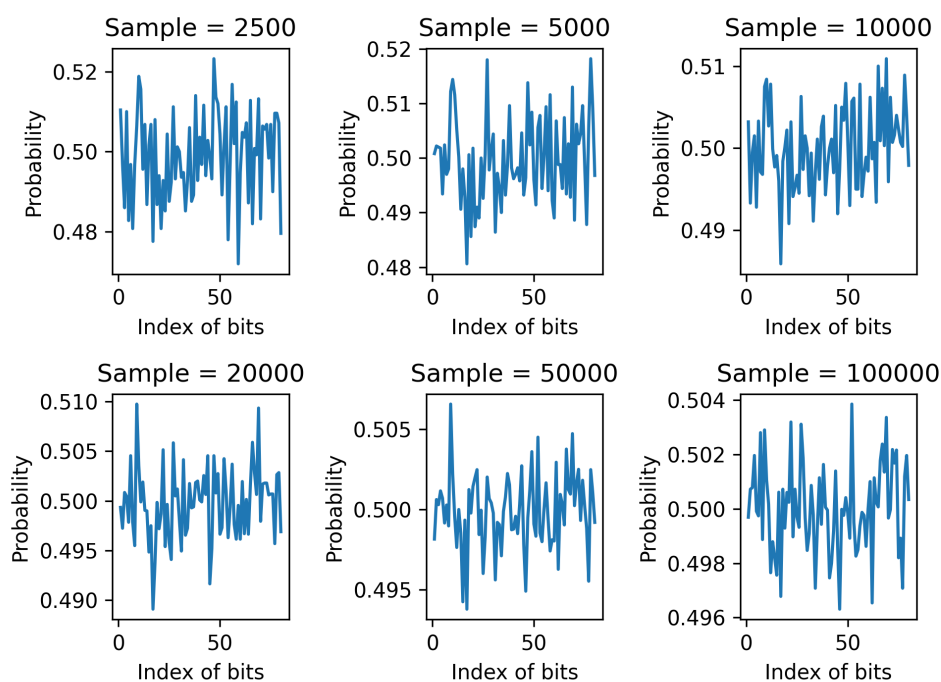 Sample = 2500
Probability
0.52
0.50
0.48
0
50
Index of bits
Sample = 5000
Probability
0.52
0.51
0.50
0.49
0.48
0
50
Index of bits
Sample = 10000
Probability
0.51
0.50
0.49
0
50
Index of bits
Sample = 20000
Probability
0.510
0.505
0.500
0.495
0.490
0
50
Index of bits
Sample = 50000
Probability
0.505
0.500
0.495
0
50
Index of bits
Sample = 100000
Probability
0.504
0.502
0.500
0.498
0.496
0
50
Index of bits